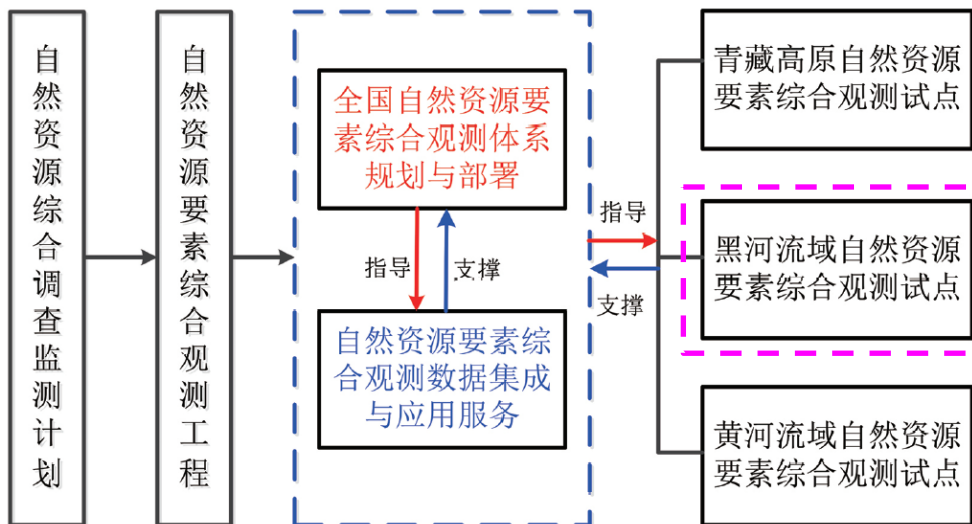 自然资源综合调查监测计划
自然资源要素综合观测工程
全国自然资源要
素综合观测体系
规划与部署
指导
支撑
自然资源要素综
合观测数据集成
与应用服务
指导
支撑
青藏高原自然资源
要素综合观测试点
黑河流域自然资源
要素综合观测试点
黄河流域自然资源
要素综合观测试点